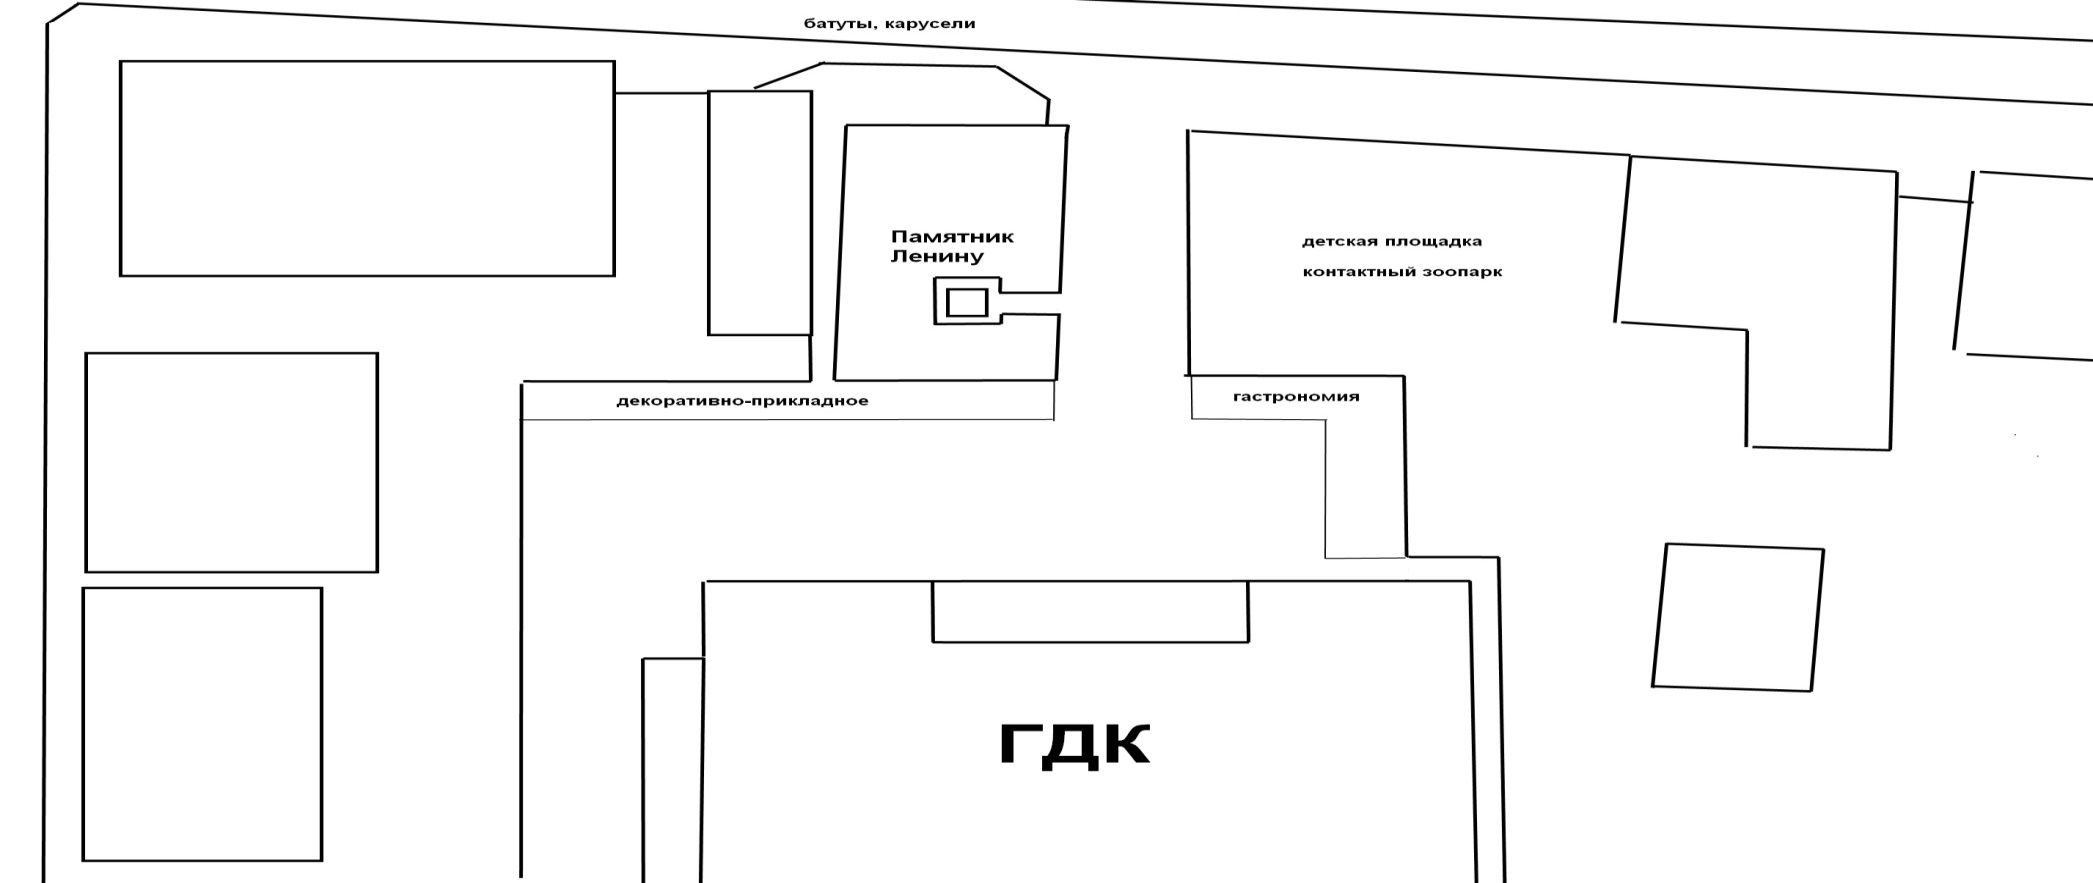 батуты, карусели
Памятник
Ленину
детская площадка
контактный зоопарк
декоративно-прикладное
гастрономия
ГДК